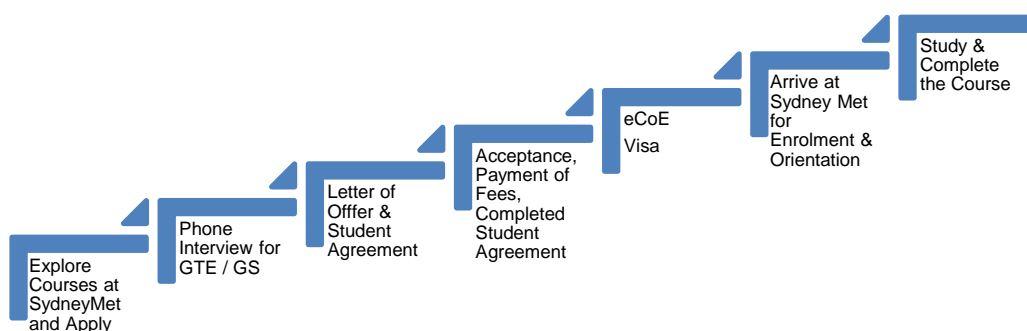 Explore
Courses at
SydneyMet
and Apply
Phone
Interview for
GTE / GS
Letter of
Offfer &
Student
Agreement
Acceptance,
Payment of
Fees,
Completed
Student
Agreement
eCoE
Visa
Arrive at
Sydney Met
for
Enrolment &
Orientation
Study &
Complete
the Course